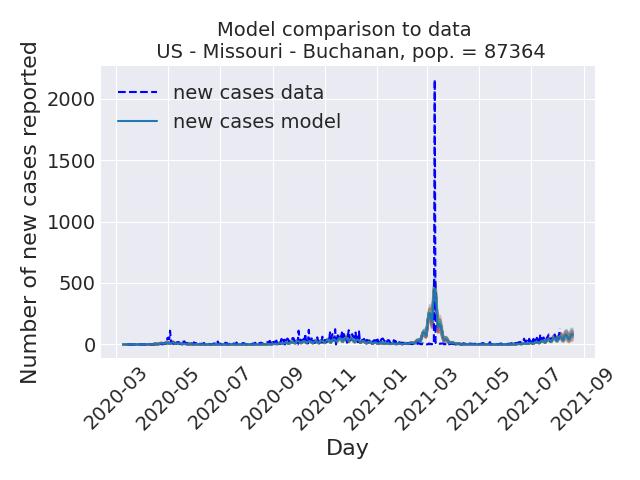 Model comparison to data
US - Missouri - Buchanan, pop. = 87364
Number of new cases reported
2000
1500
1000
500
0
new cases data
new cases model
2020-03
2020-05
2020-07
2020-09
2020-11
2021-01
2021-03
2021-05
2021-07
2021-09
Day